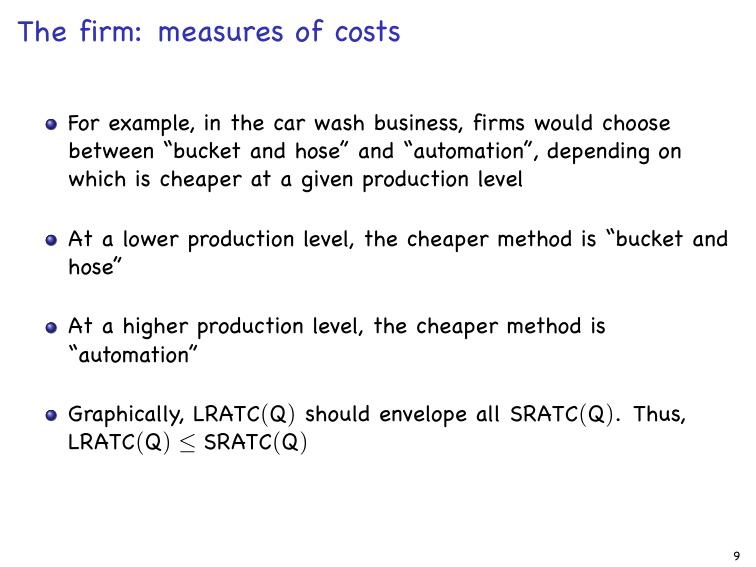 The firm: measures of costs
For example, in the car wash business, firms would choose
between “bucket and hose” and “automation”, depending on
which is cheaper at a given production level
At a lower production level, the cheaper method is “bucket and
hose”
At a higher production level, the cheaper method is
“automation”
Graphically, LRATC(Q) should envelope all SRATC(Q). Thus,
LRATC(Q) ≤ SRATC(Q)
9